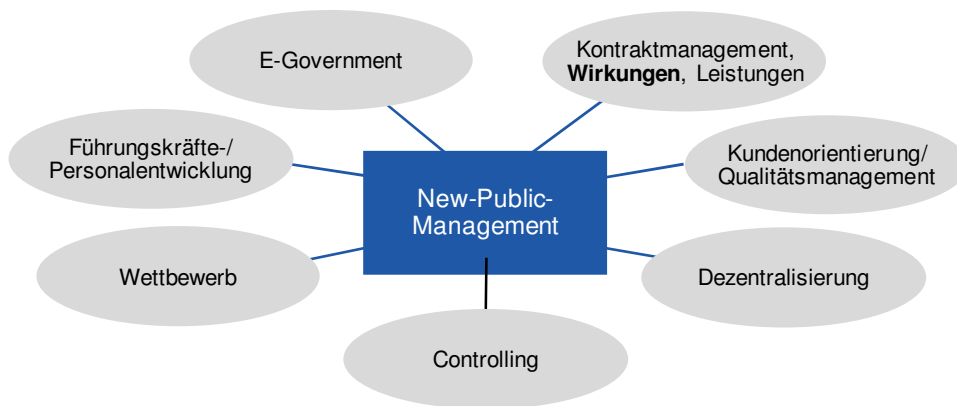 E-Government
Kontraktmanagement,
Wirkungen, Leistungen
Führungskräfte-/
Personalentwicklung
New-Public-
Management
Kundenorientierung/
Qualitätsmanagement
Wettbewerb
Dezentralisierung
Controlling